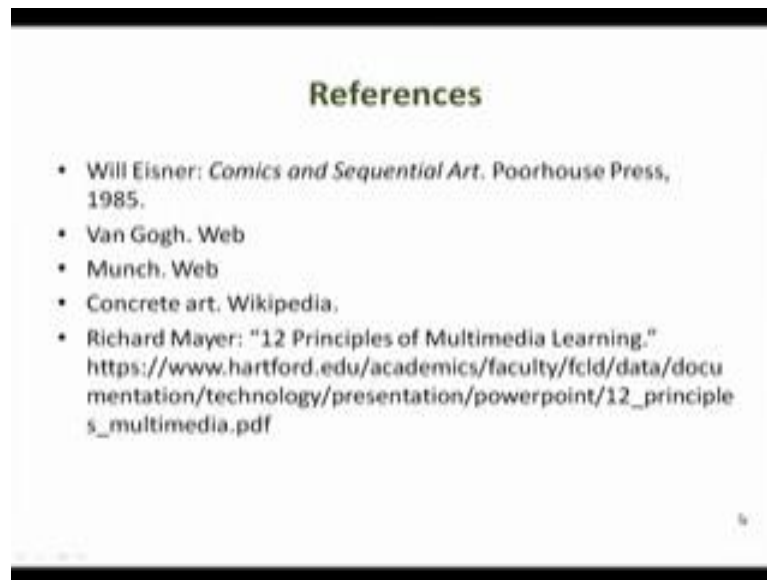 References
• Will Eisner: Comics and Sequential Art. Poorhouse Press,
1985.
• Van Gogh. Web
• Munch. Web
• Concrete art. Wikipedia.
• Richard Mayer: "12 Principles of Multimedia Learning."
https://www.hartford.edu/academics/faculty/fcld/data/docu
mentation/technology/presentation/powerpoint/12_principle
s_multimedia.pdf